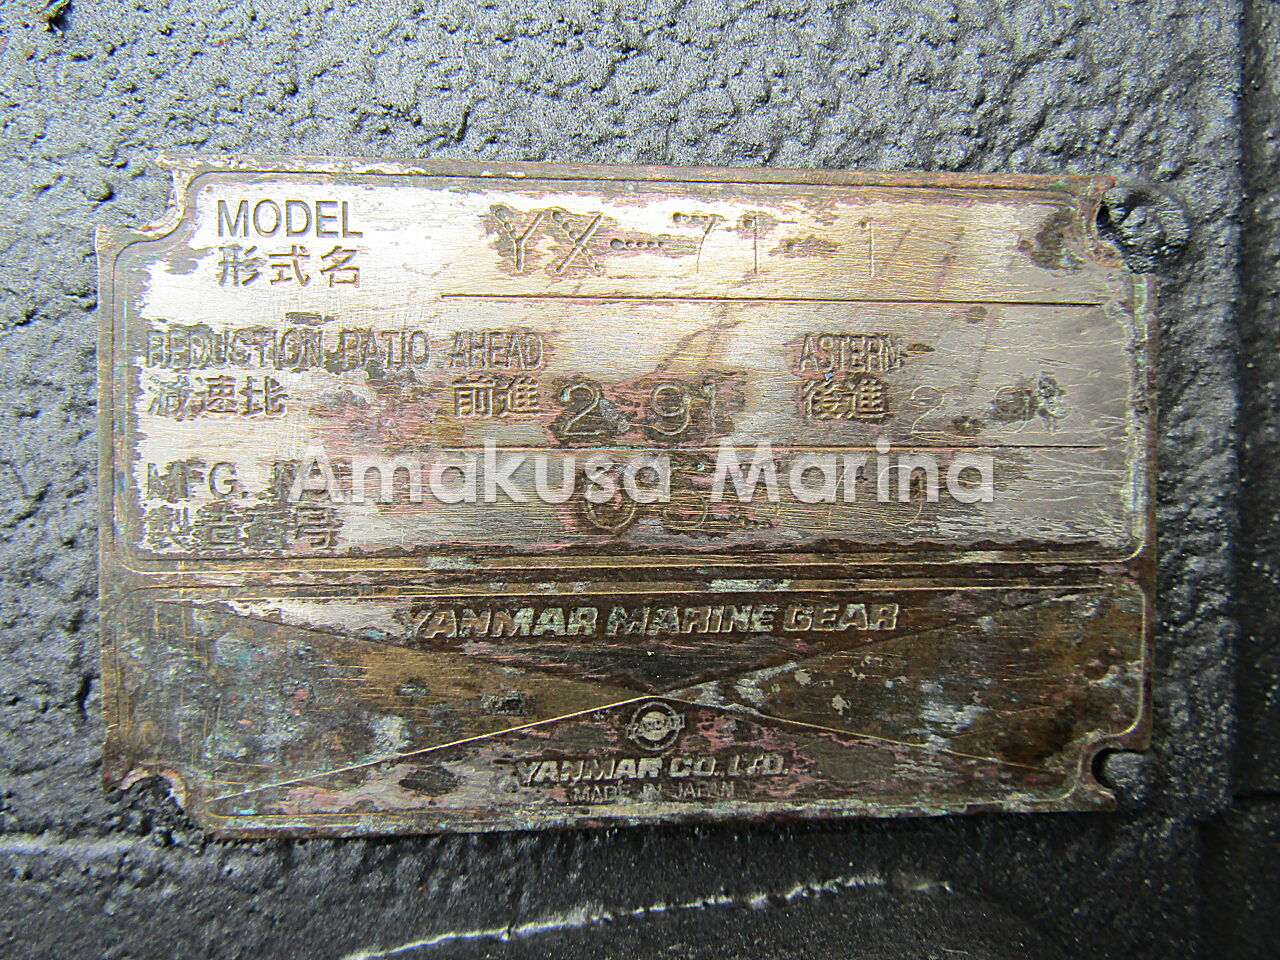 MODEL YX-71-1
形式名
REDUCTION RATIO AHEAD ASTERN
減速比 前進 2.91 後進
MFG. No.
製造番号
Amakusa Marina
YANMAR MARINE GEAR
YANMAR
YANMAR CO.,LTD.
MADE IN JAPAN